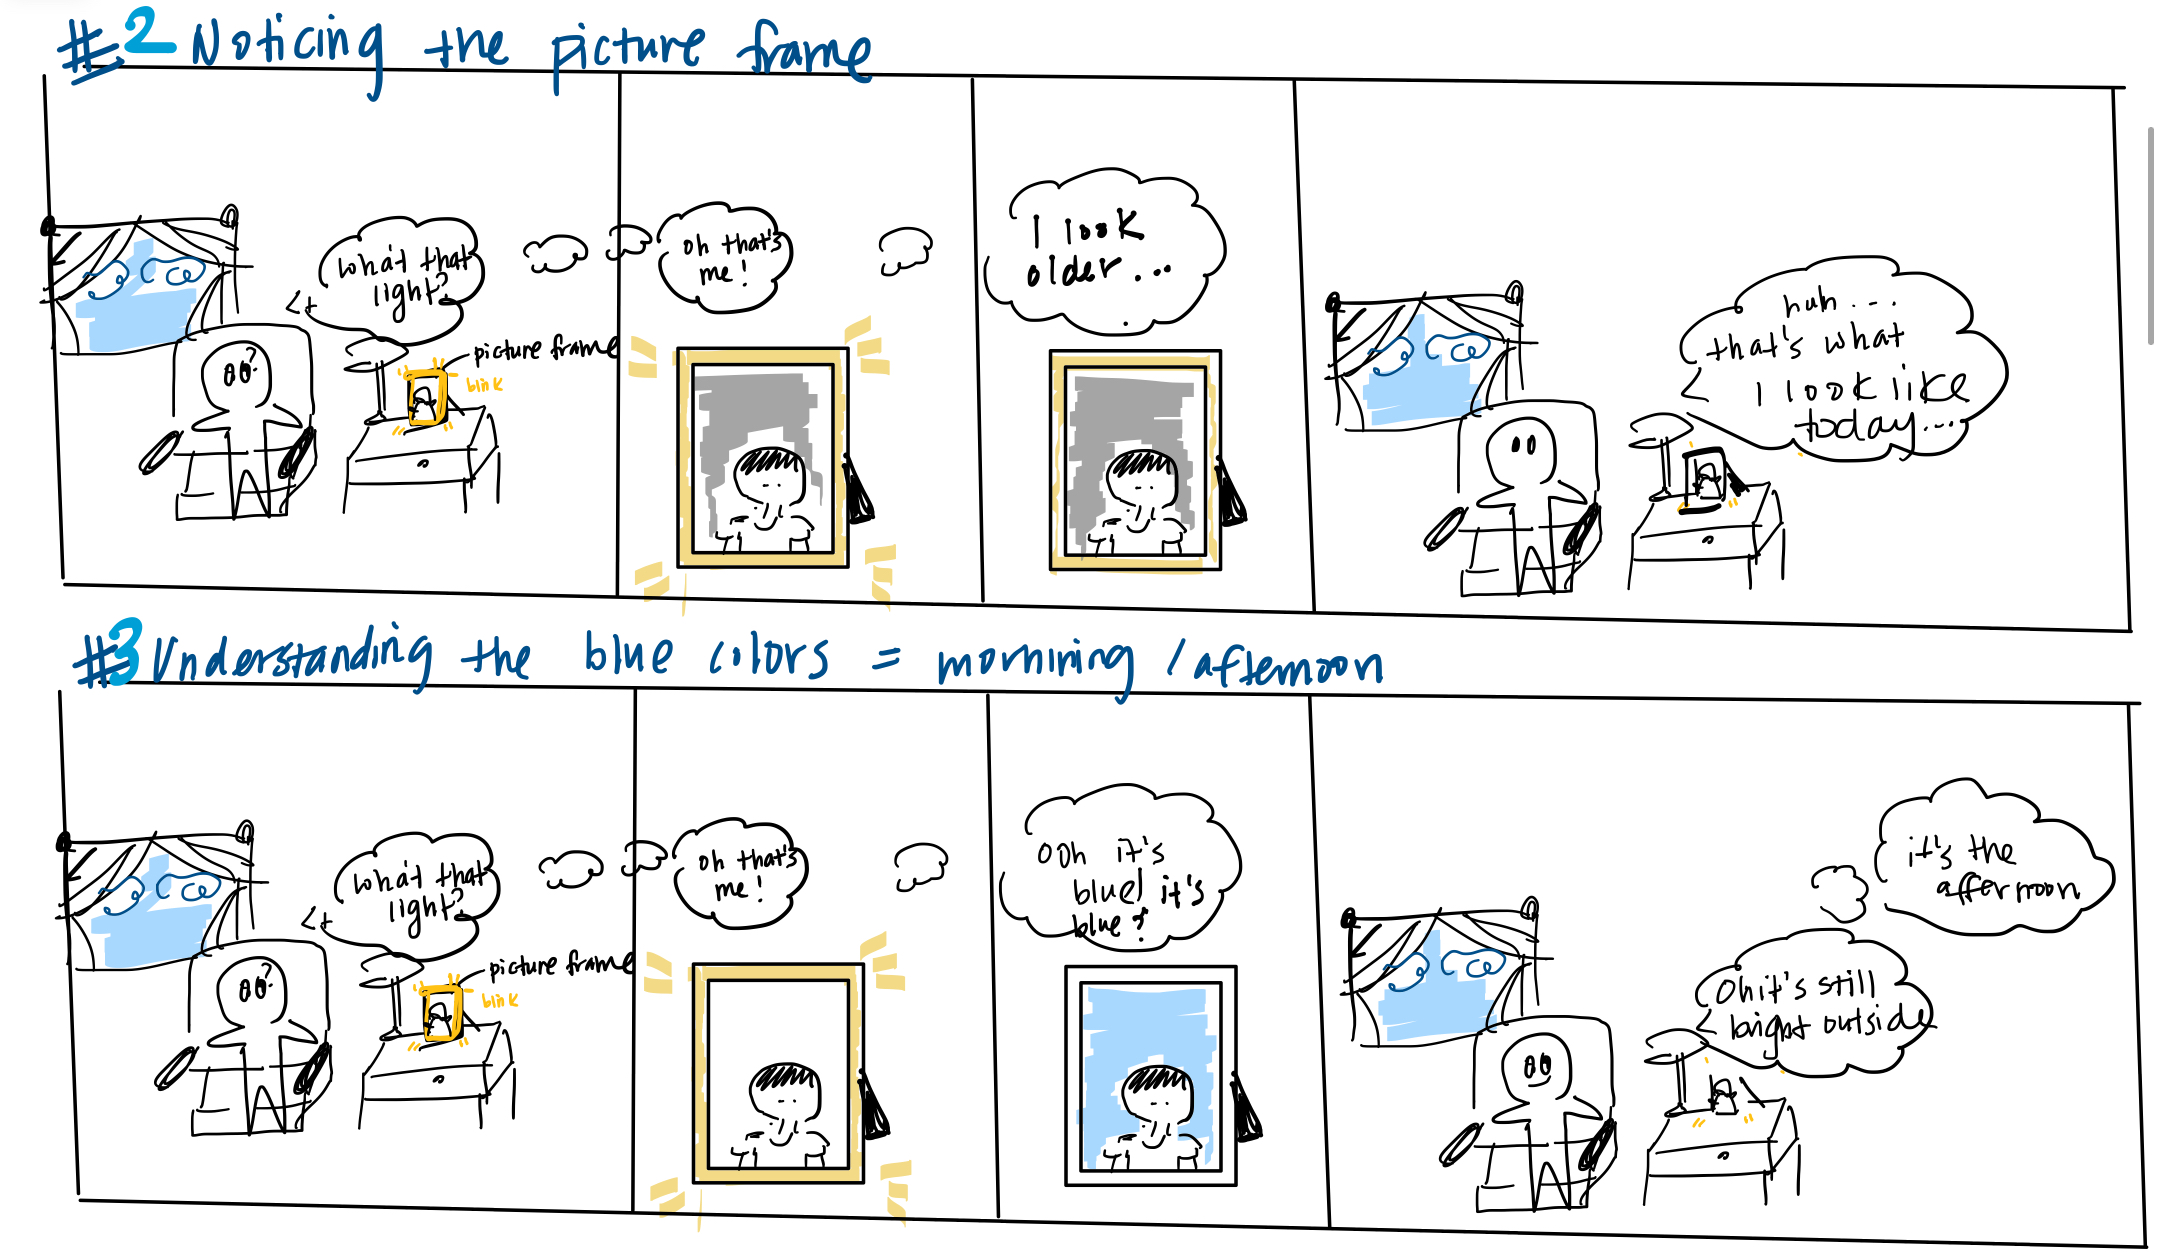 #2 Noticing the picture frame
what that
light?
picture frame
blink
oh that's
me!
I look
older...
huh...
that's what
I look like
today...
#3 Understanding the blue colors = mornining / afternoon
what that
light?
picture frame
blink
oh that's
me!
ooh it's
blue! it's
blue?
it's the
affernoon
Oh it's still
bright outside